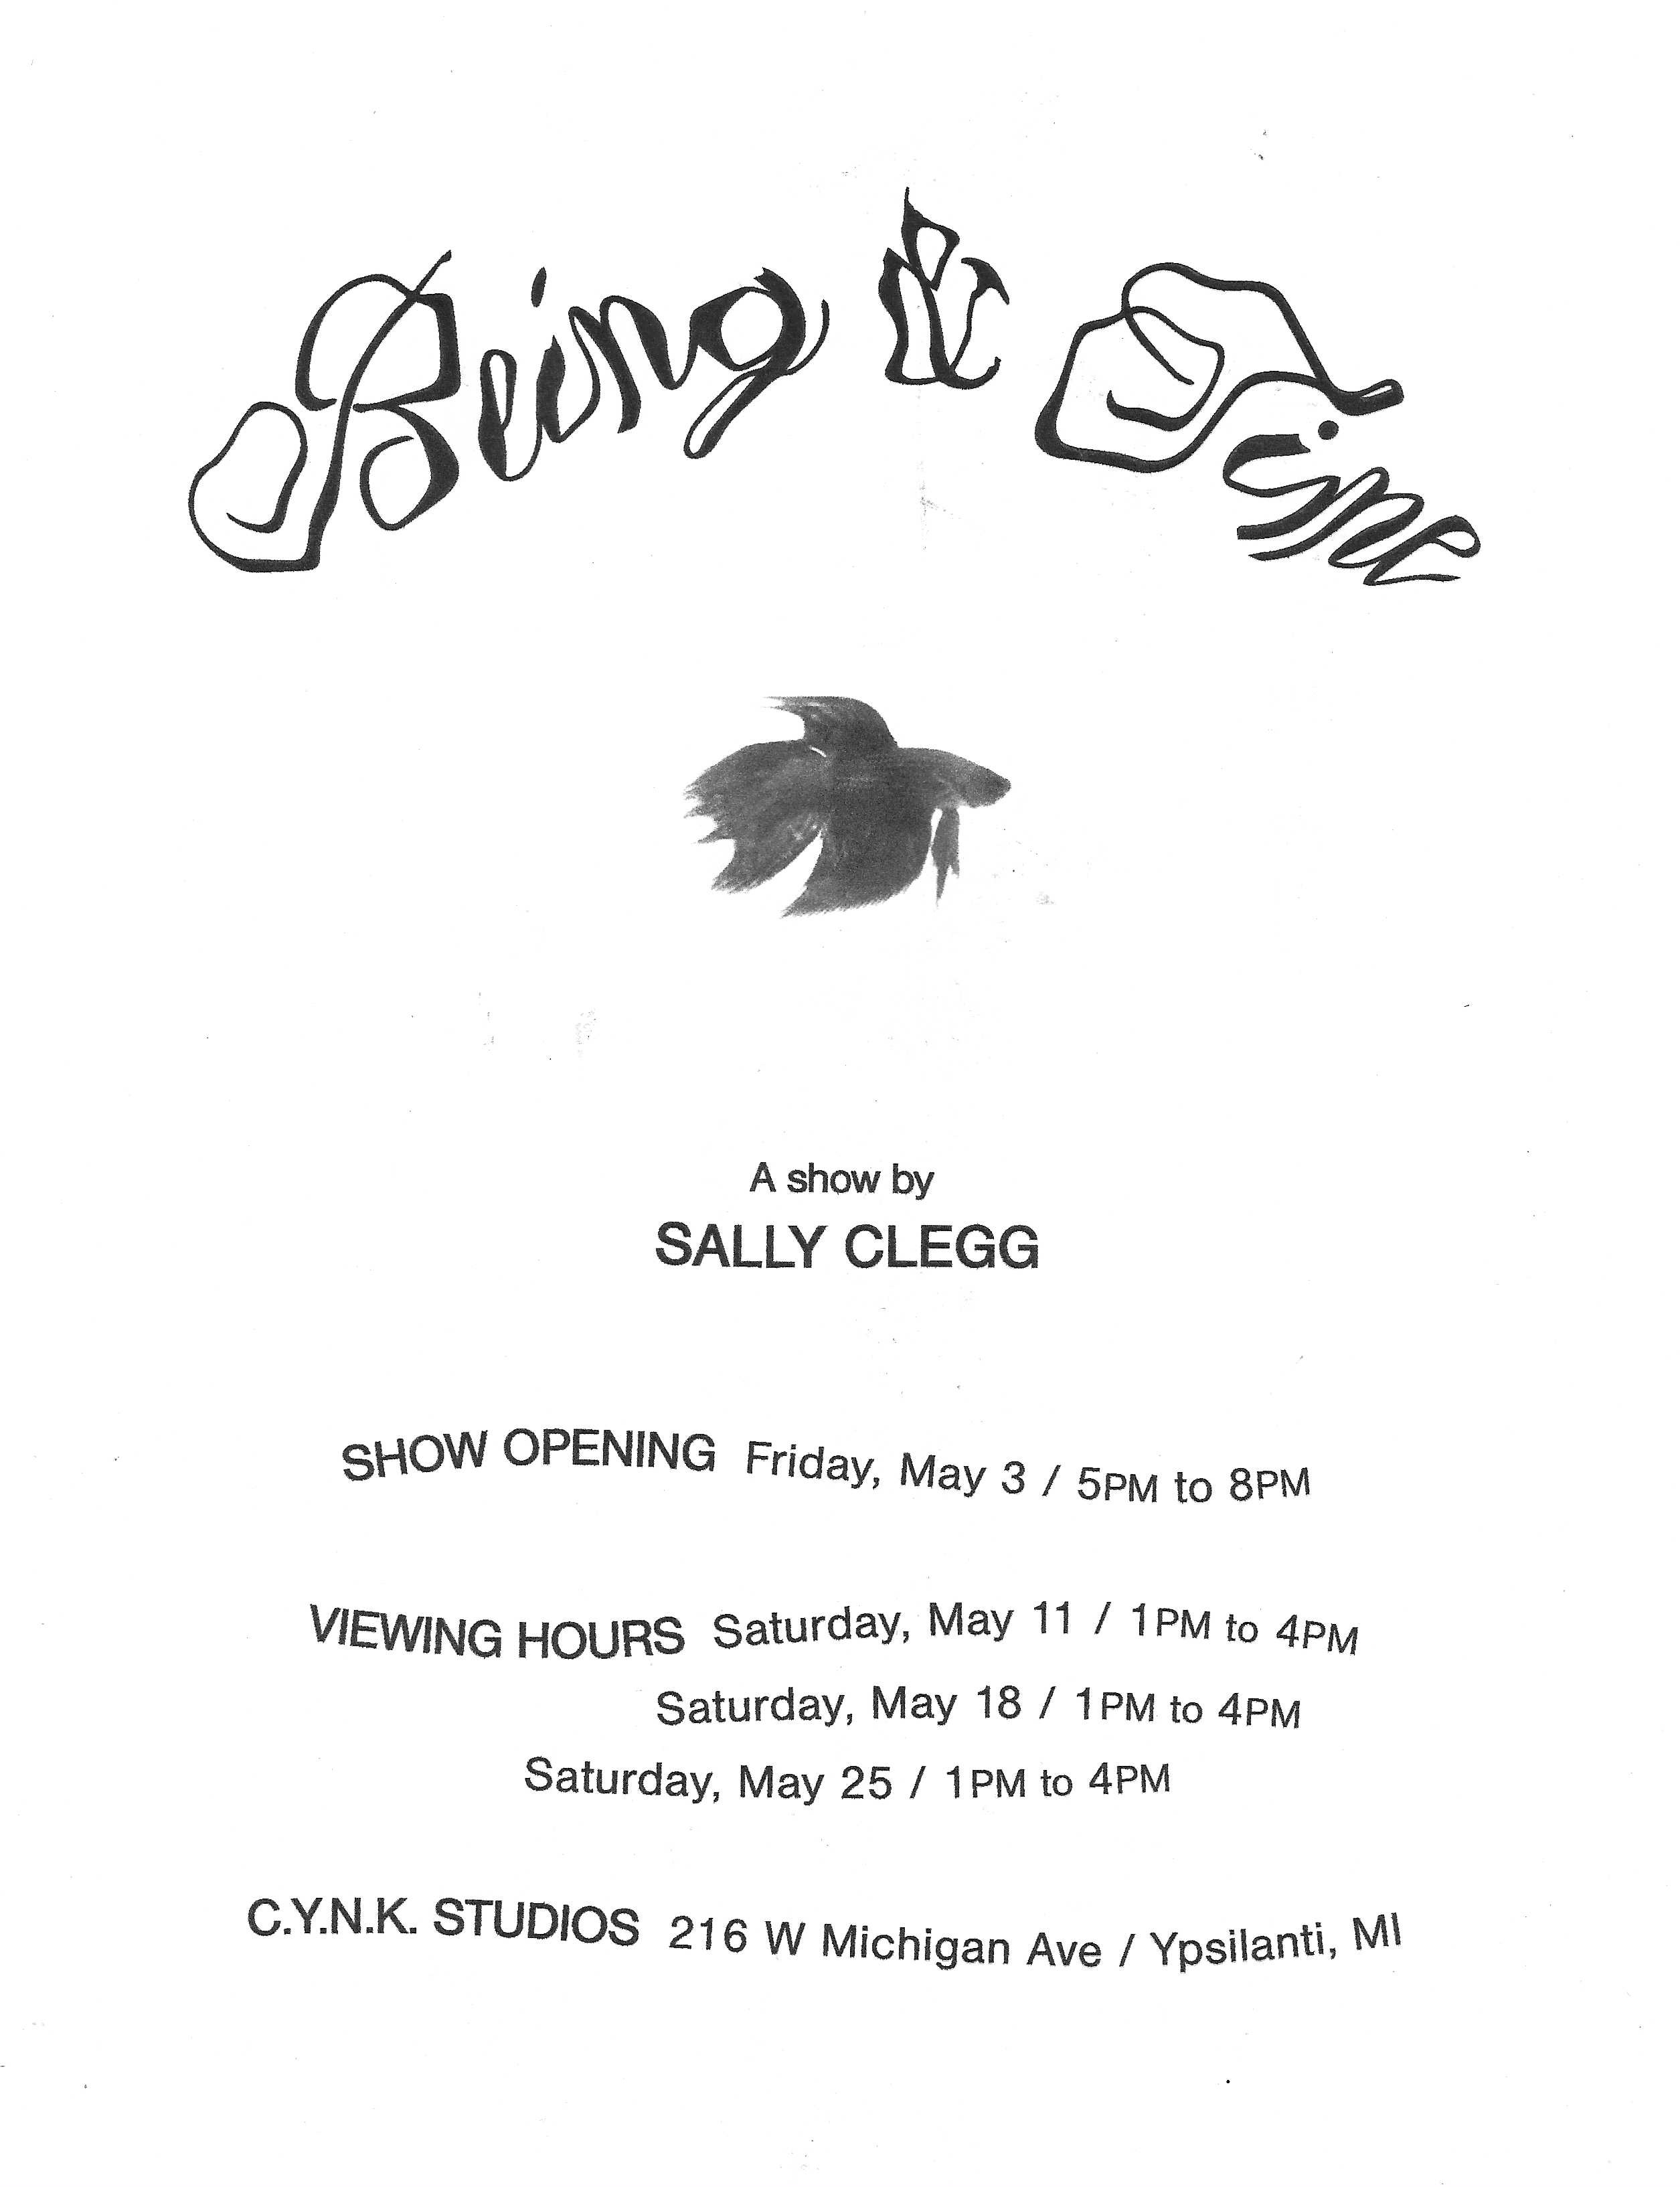 Being & Time
A show by
SALLY CLEGG
SHOW OPENING Friday, May 3 / 5PM to 8PM
VIEWING HOURS Saturday, May 11 / 1PM to 4PM
Saturday, May 18 / 1PM to 4PM
Saturday, May 25 / 1PM to 4PM
C.Y.N.K. STUDIOS 216 W Michigan Ave / Ypsilanti, MI